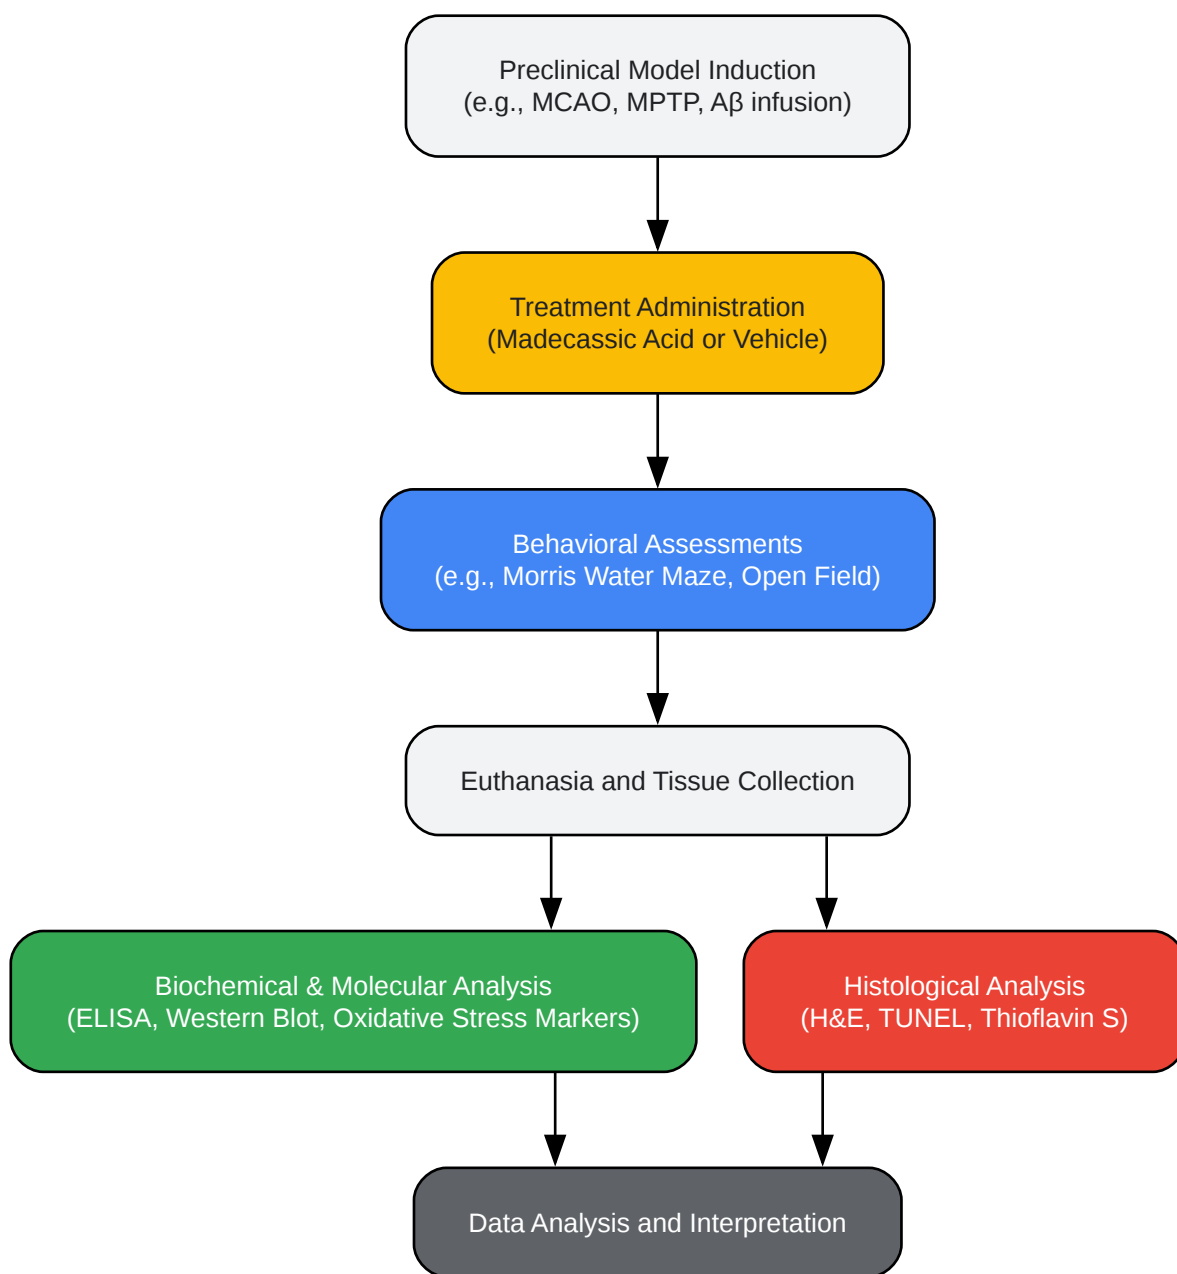 Preclinical Model Induction
(e.g., MCAO, MPTP, Aβ infusion)
Treatment Administration
(Madecassic Acid or Vehicle)
Behavioral Assessments
(e.g., Morris Water Maze, Open Field)
Euthanasia and Tissue Collection
Biochemical & Molecular Analysis
(ELISA, Western Blot, Oxidative Stress Markers)
Histological Analysis
(H&E, TUNEL, Thioflavin S)
Data Analysis and Interpretation